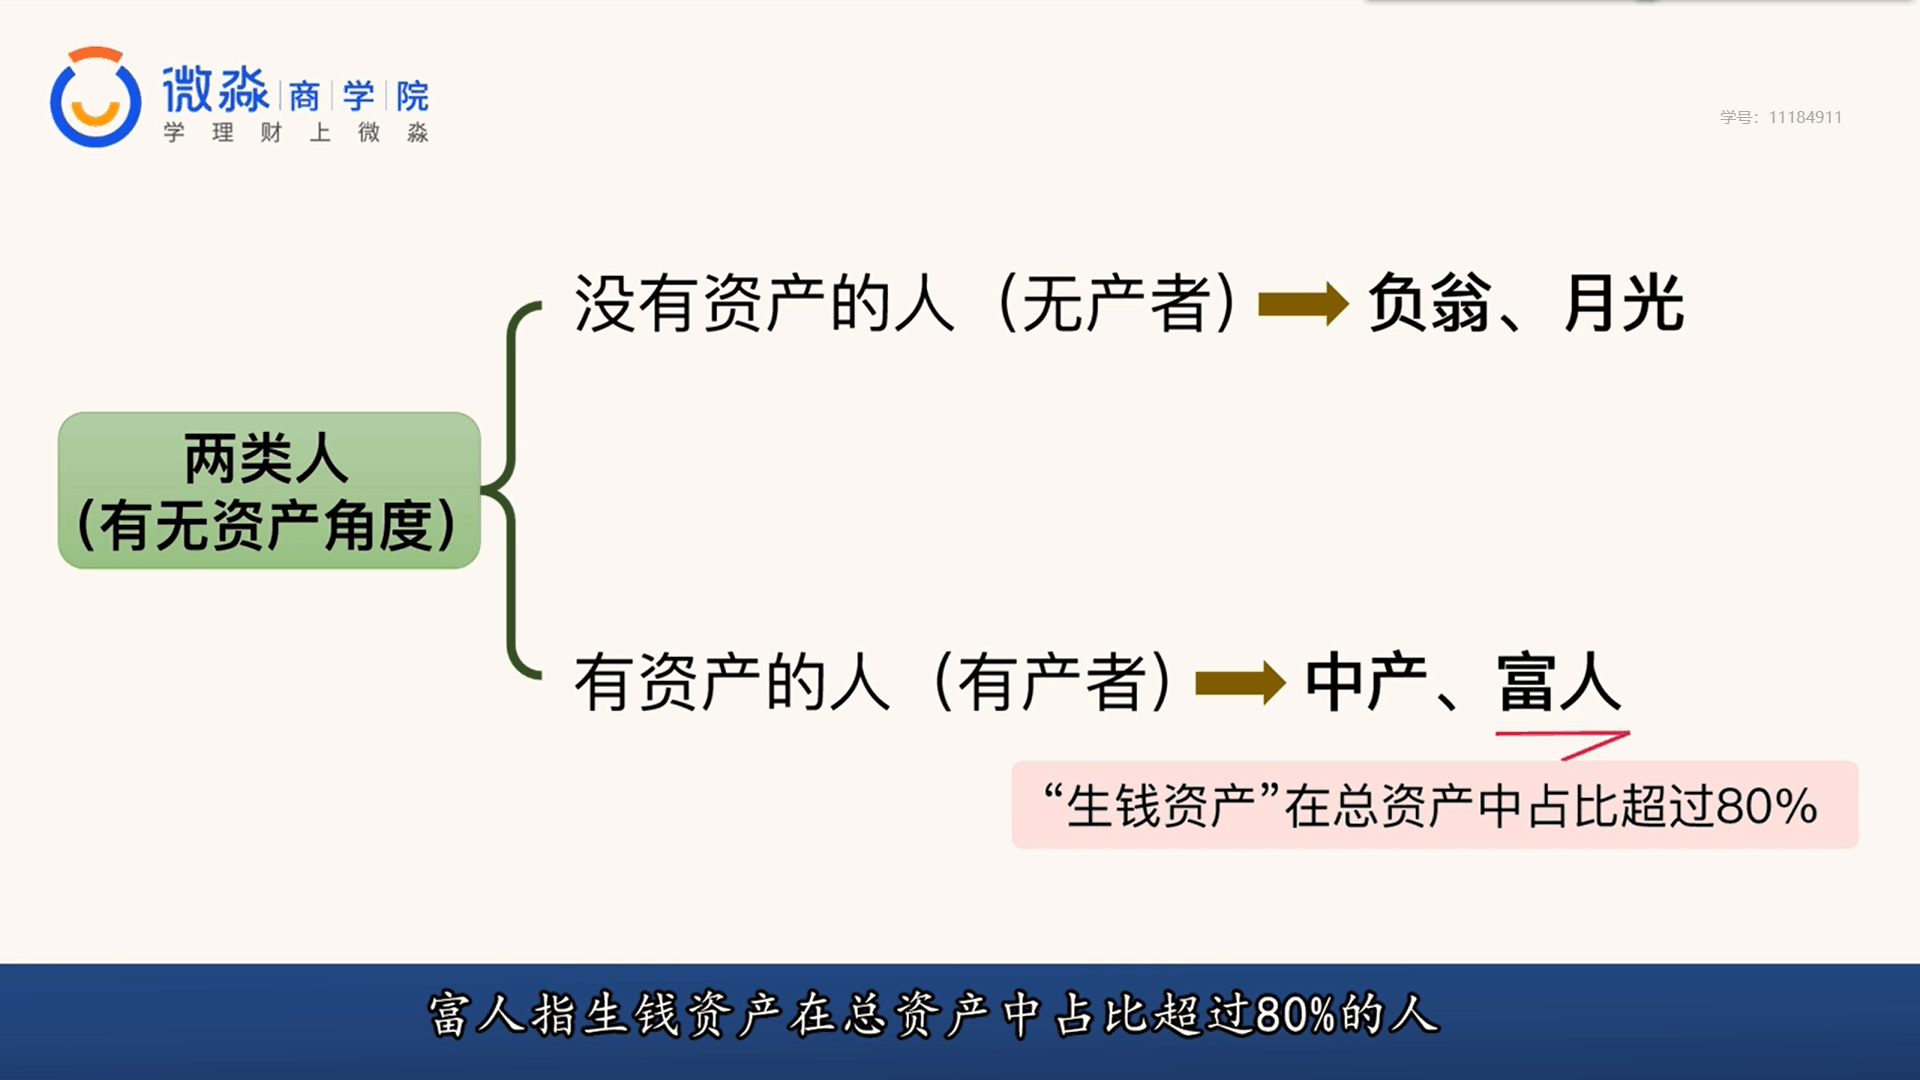 微淼|商|学|院
学理财上微淼
学号：11184911
没有资产的人（无产者）
负翁、月光
两类人
（有无资产角度）
有资产的人（有产者）
中产、富人
“生钱资产”在总资产中占比超过80%
富人指生钱资产在总资产中占比超过80%的人